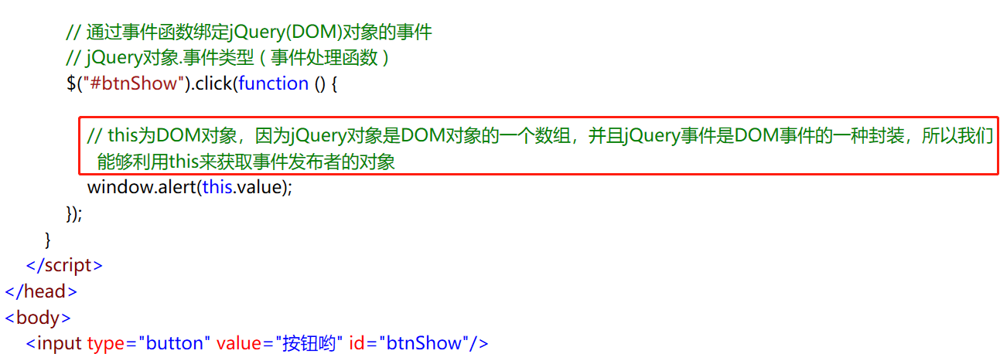 // 通过事件函数绑定jQuery(DOM)对象的事件
// jQuery对象.事件类型 ( 事件处理函数 )
$("#btnShow").click(function () {
// this为DOM对象，因为jQuery对象是DOM对象的一个数组，并且jQuery事件是DOM事件的一种封装，所以我们
能够利用this来获取事件发布者的对象
window.alert(this.value);
});
}
</script>
</head>
<body>
<input type="button" value="按钮哟" id="btnShow"/>